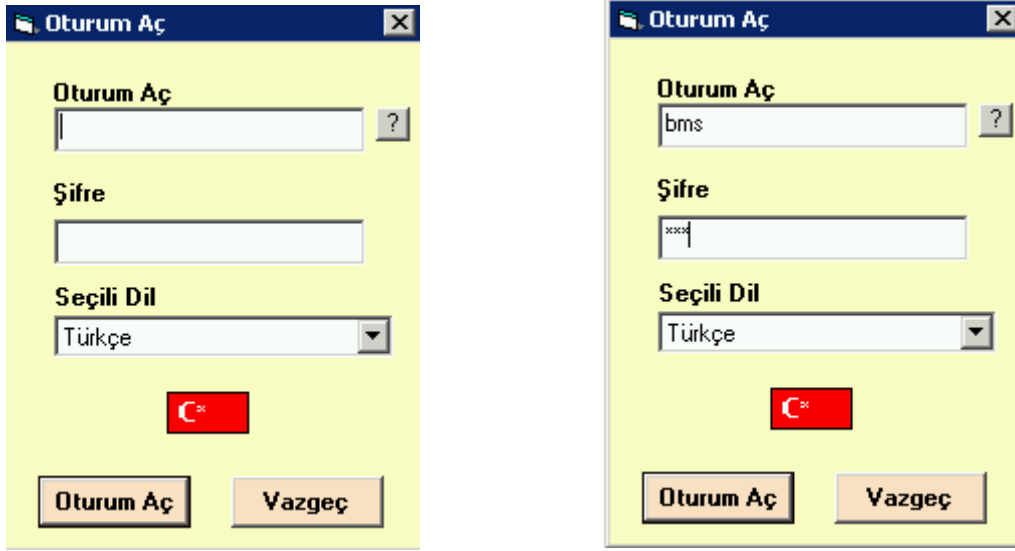 Oturum Aç
Oturum Aç
?
Şifre
Seçili Dil
Türkçe
Oturum Aç
Vazgeç
Oturum Aç
Oturum Aç
bms
?
Şifre
***
Seçili Dil
Türkçe
Oturum Aç
Vazgeç